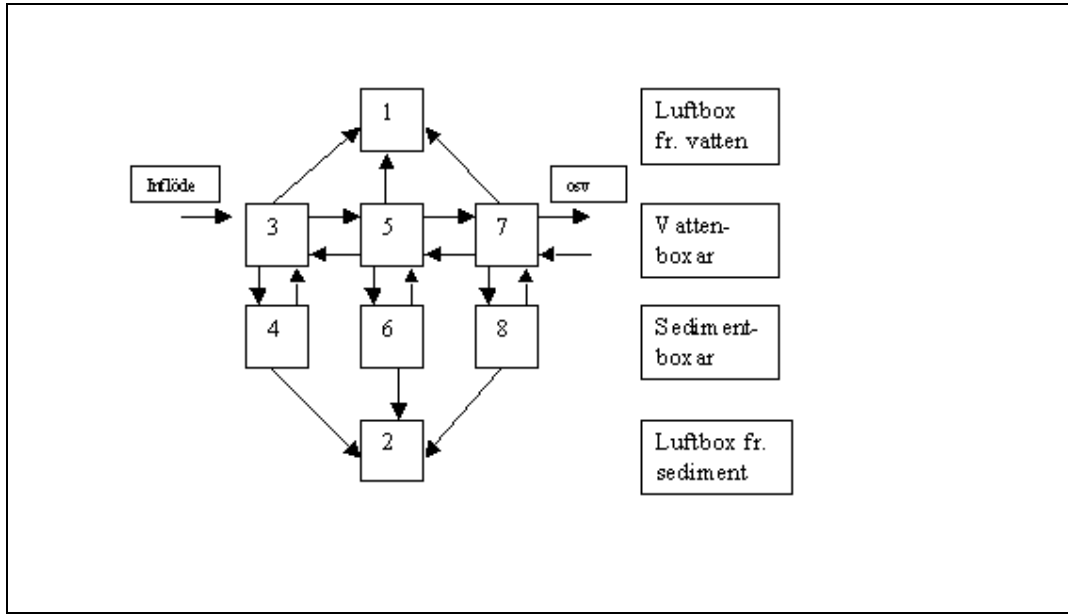 1
Luftbox
fr. vatten
Inflöde
osv
3
5
7
Vatten-
boxar
4
6
8
Sediment-
boxar
2
Luftbox fr.
sediment